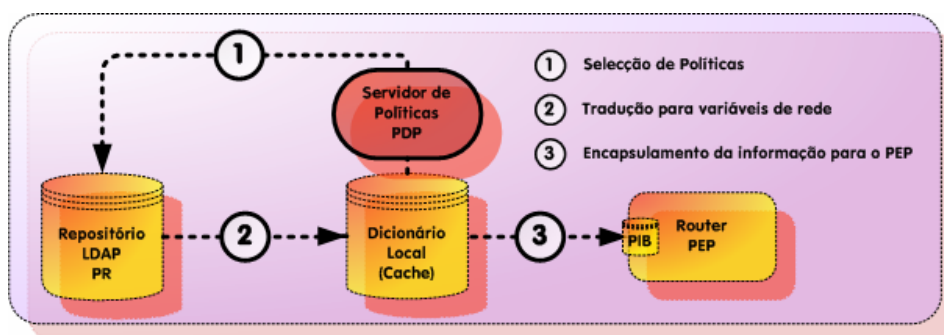 1
1 Selecção de Políticas
Servidor de
Políticas
PDP
2 Tradução para variáveis de rede
3 Encapsulamento da informação para o PEP
Repositório
LDAP
PR
2
Dicionário
Local
(Cache)
3
PIB
Router
PEP